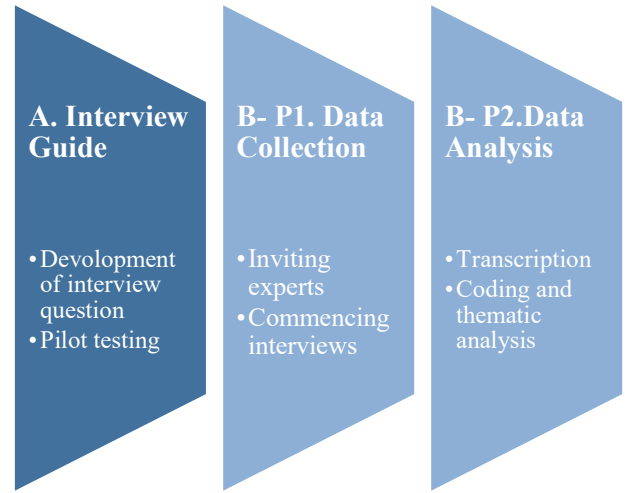 A. Interview
Guide
•Devolopment
of interview
question
•Pilot testing
B- P1. Data
Collection
•Inviting
experts
•Commencing
interviews
B- P2.Data
Analysis
•Transcription
•Coding and
thematic
analysis